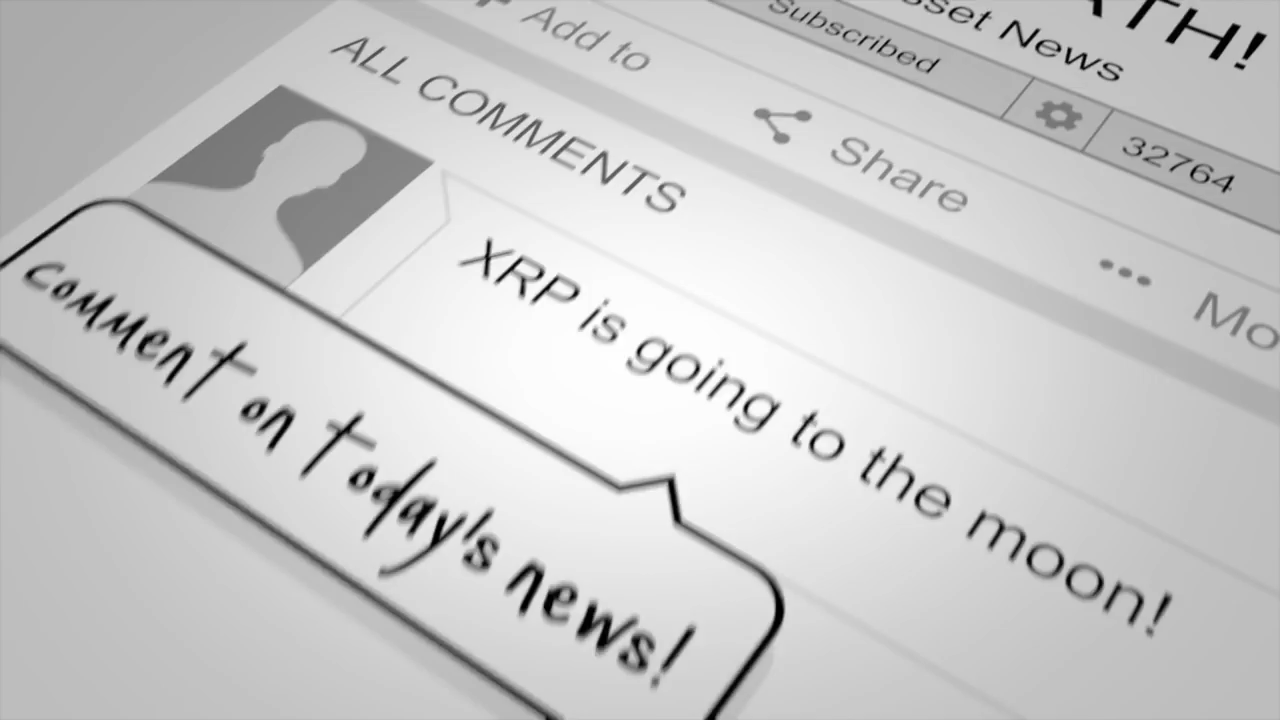 ATH!
sset News
Subscribed
32764
Add to
Share
Mo
ALL COMMENTS
XRP is going to the moon!
comment on today's news!